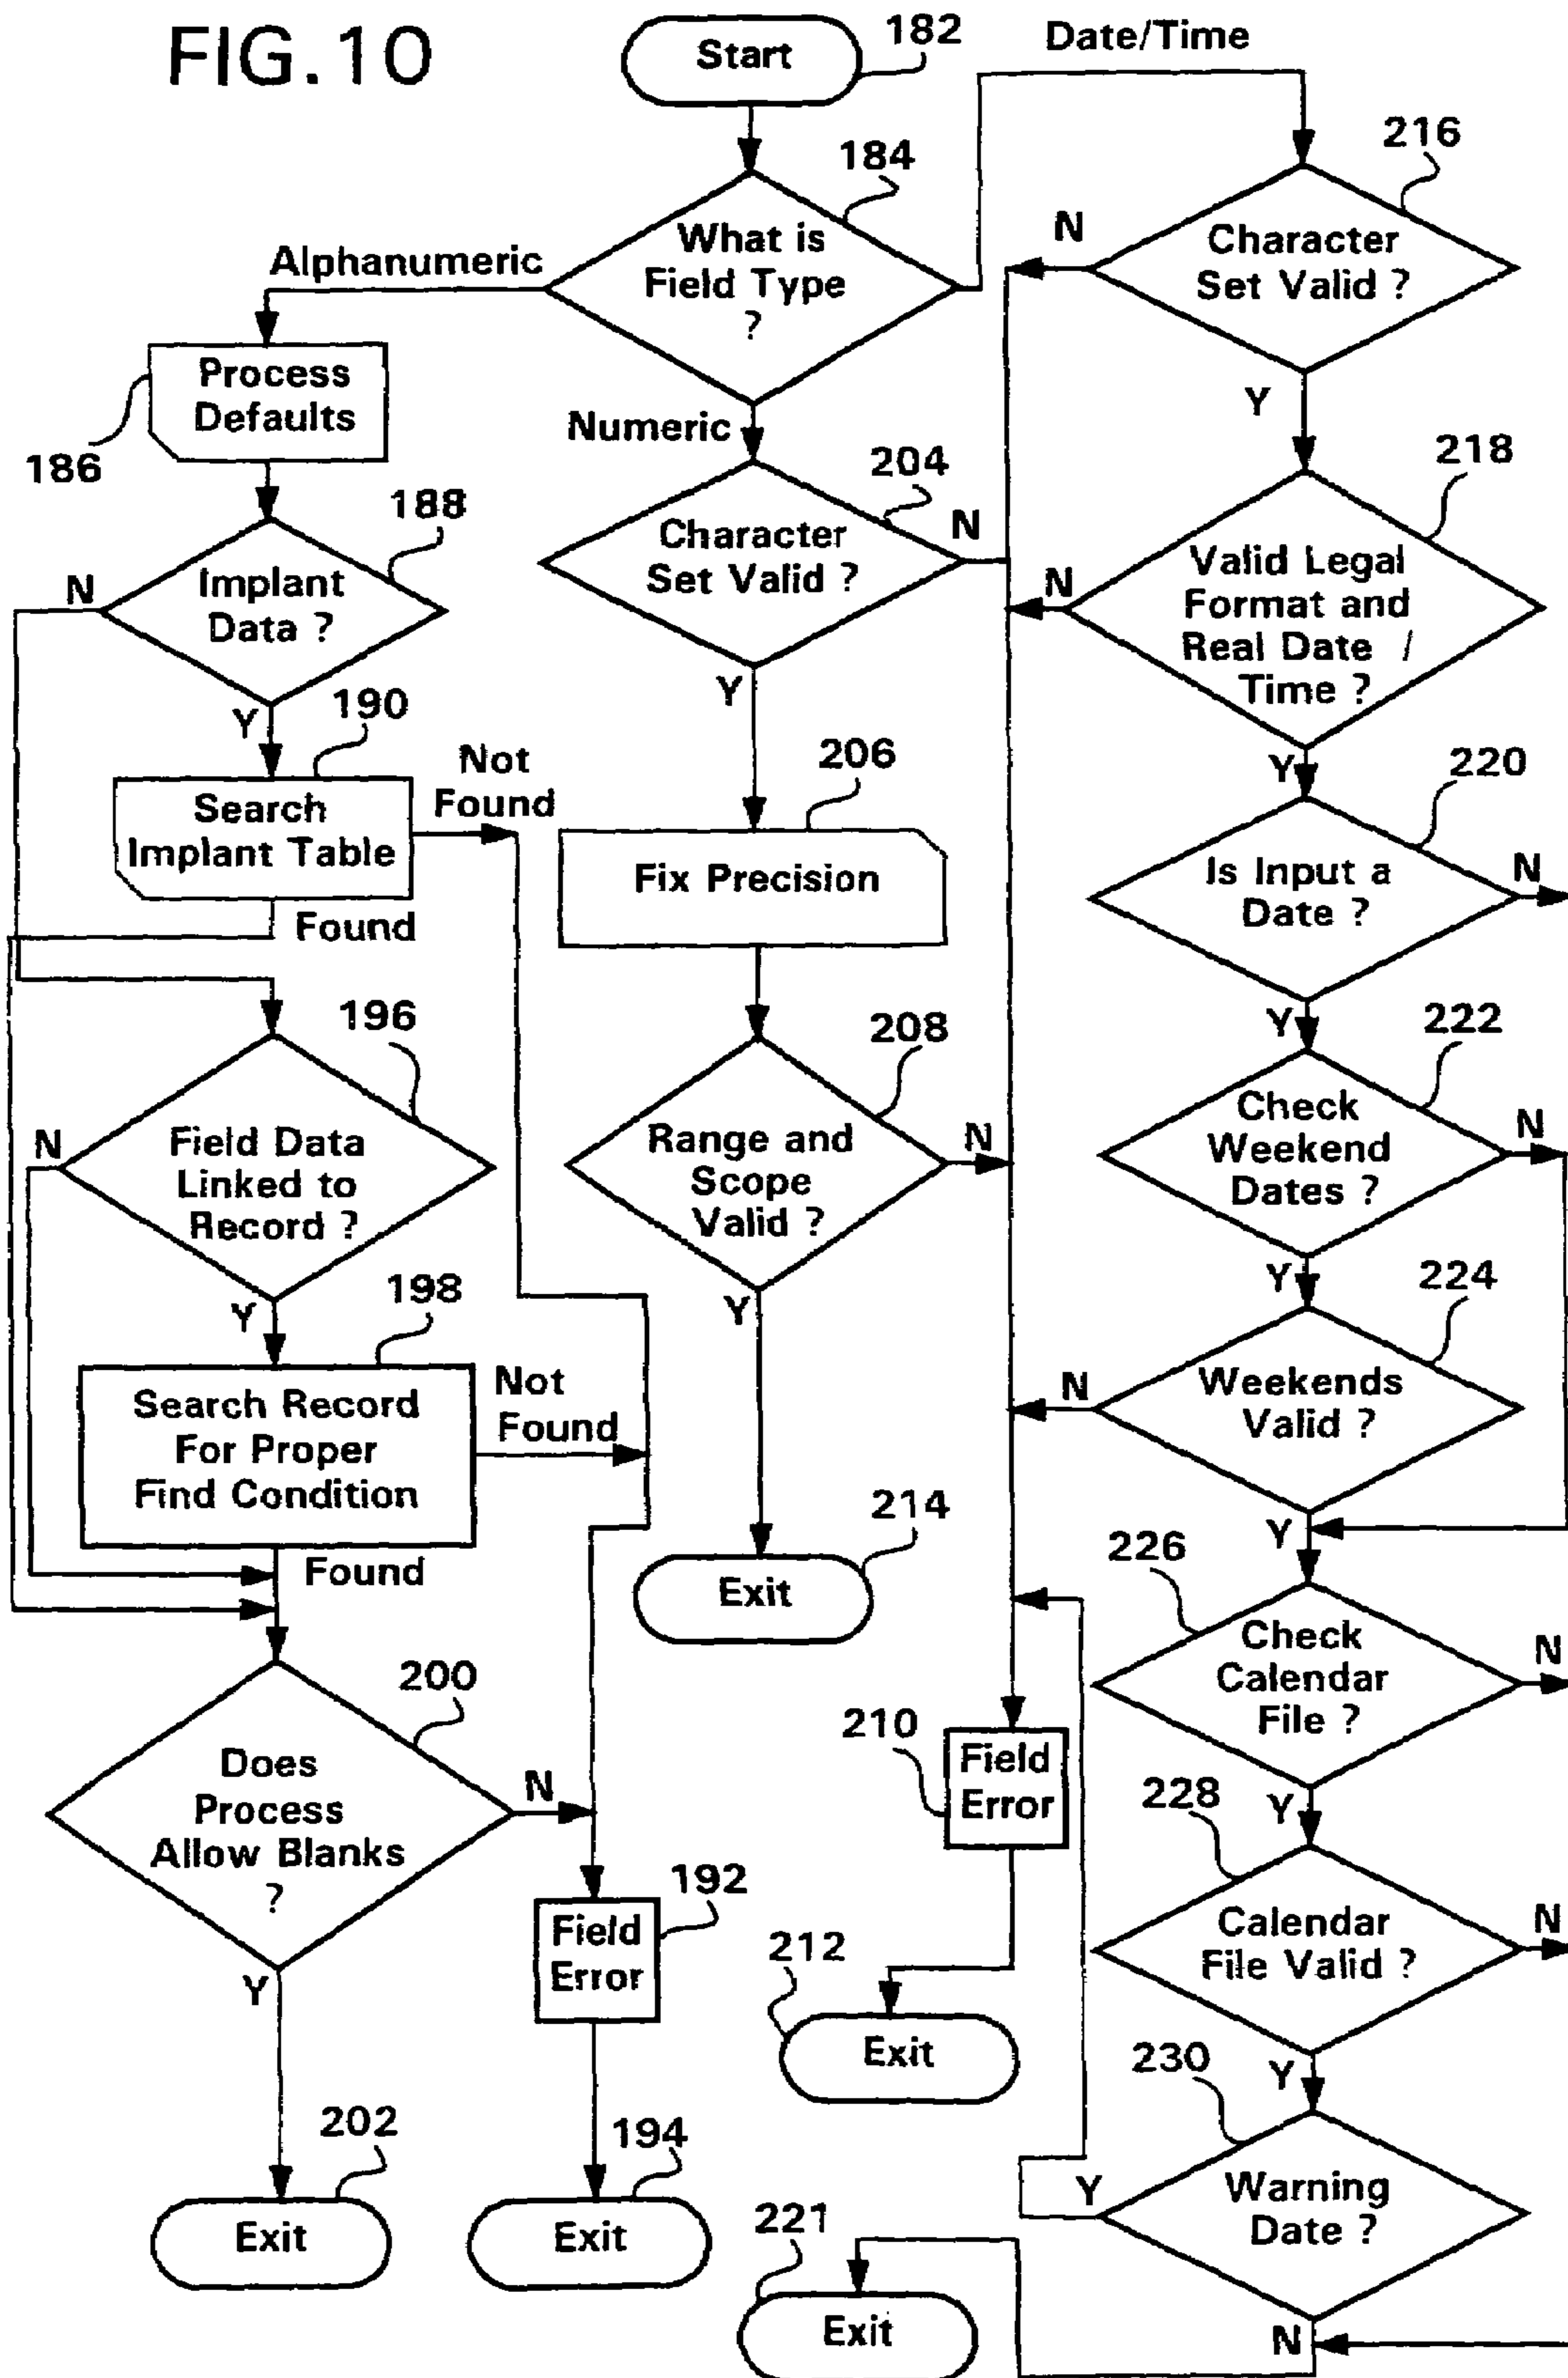 FIG.10
Start
182
Date/Time
184
What is
Field Type
?
Alphanumeric
Numeric
216
Character
Set Valid ?
N
Y
Process
Defaults
186
188
Implant
Data ?
N
Y
190
Search
Implant Table
Not
Found
Found
204
Character
Set Valid ?
N
Y
206
Fix Precision
208
Range and
Scope
Valid ?
N
Y
214
Exit
218
Valid Legal
Format and
Real Date /
Time ?
N
Y
220
Is Input a
Date ?
N
Y
222
Check
Weekend
Dates ?
N
Y
224
Weekends
Valid ?
N
Y
196
Field Data
Linked to
Record ?
N
Y
198
Search Record
For Proper
Find Condition
Not
Found
Found
200
Does
Process
Allow Blanks
?
N
Y
202
Exit
192
Field
Error
194
Exit
210
Field
Error
212
Exit
226
Check
Calendar
File ?
N
Y
228
Calendar
File Valid ?
N
Y
230
Warning
Date ?
Y
N
221
Exit